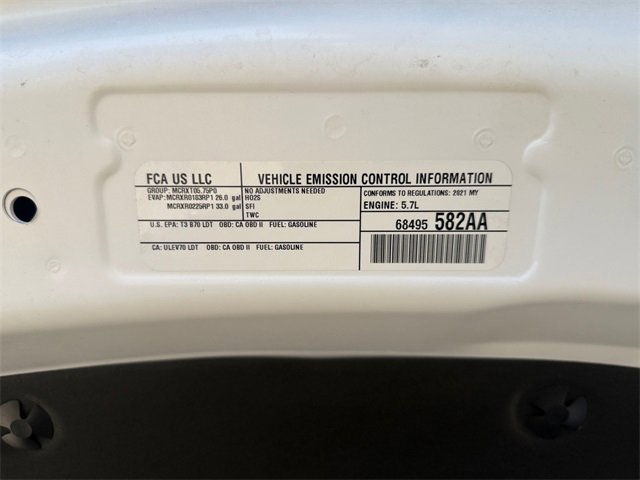 FCA US LLC
VEHICLE EMISSION CONTROL INFORMATION
GROUP: MCRXT05.75P0
EVAP: MCRXR0183RP1 26.0 gal
MCRXR0225RP1 33.0 gal
NO ADJUSTMENTS NEEDED
HO2S
SFI
TWC
CONFORMS TO REGULATIONS: 2021 MY
ENGINE: 5.7L
68495 582AA
U.S. EPA: T3 B70 LDT OBD: CA OBD II FUEL: GASOLINE
CA: ULEV70 LDT OBD: CA OBD II FUEL: GASOLINE